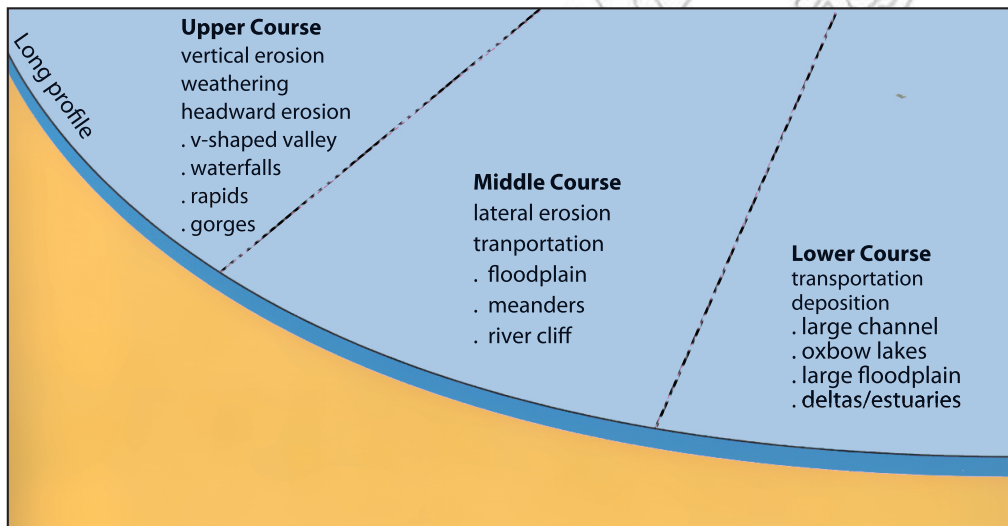 Long profile
Upper Course
vertical erosion
weathering
headward erosion
. v-shaped valley
. waterfalls
. rapids
. gorges
Middle Course
lateral erosion
tranportation
. floodplain
. meanders
. river cliff
Lower Course
transportation
deposition
. large channel
. oxbow lakes
. large floodplain
. deltas/estuaries